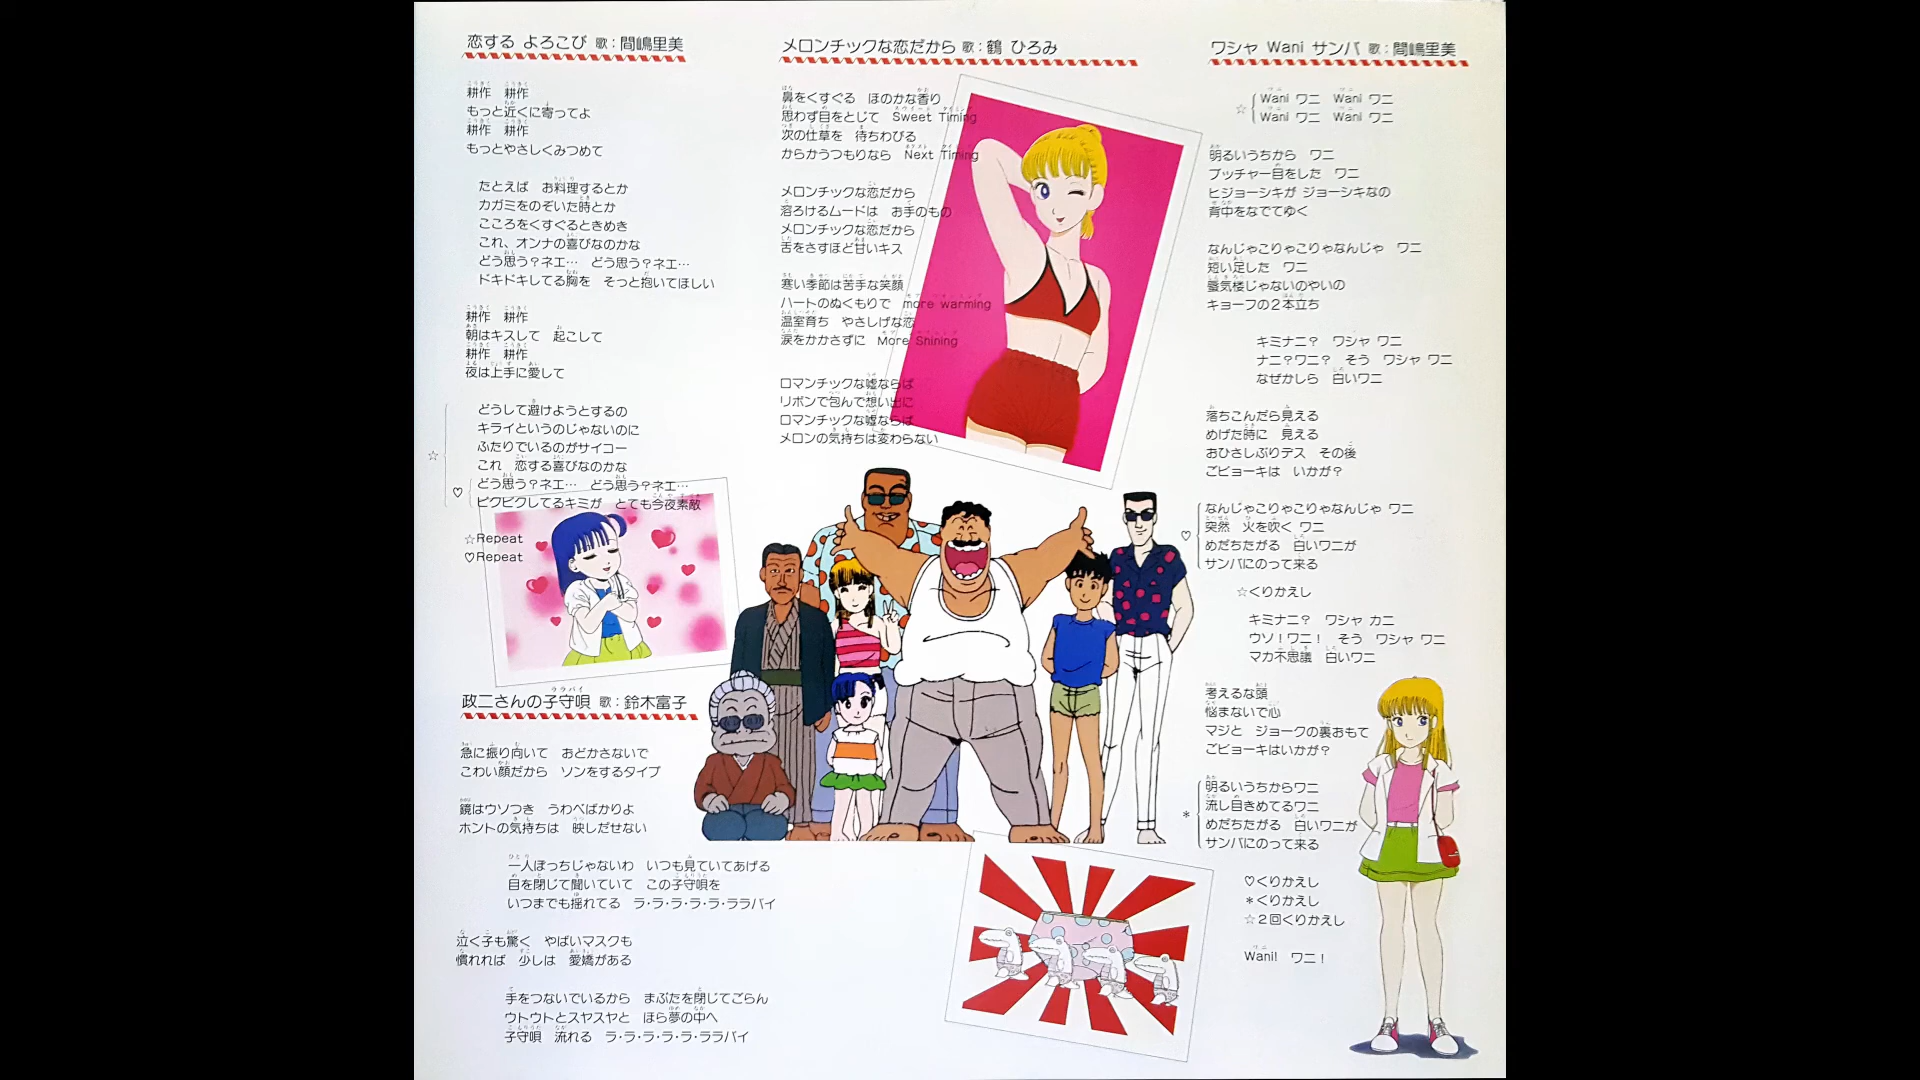 恋する よろこび 歌：間嶋里美
耕作　耕作
もっと近くに寄ってよ
耕作　耕作
もっとやさしくみつめて
たとえば　お料理するとか
カガミをのぞいた時とか
こころをくすぐるときめき
これ、オンナの喜びなのかな
どう思う？ネエ…　どう思う？ネエ…
ドキドキしてる胸を　そっと抱いてほしい
耕作　耕作
朝はキスして　起こして
耕作　耕作
夜は上手に愛して
どうして避けようとするの
キライというのじゃないのに
ふたりでいるのがサイコー
☆ これ　恋する喜びなのかな
♡ どう思う？ネエ…　どう思う？ネエ…
ビクビクしてるキミが　とても今夜素敵
☆Repeat
♡Repeat
政二さんの子守唄 歌：鈴木富子
急に振り向いて　おどかさないで
こわい顔だから　ソンをするタイプ
鏡はウソつき　うわべばかりよ
ホントの気持ちは　映しだせない
一人ぼっちじゃないわ　いつも見ていてあげる
目を閉じて聞いていて　この子守唄を
いつまでも揺れてる　ラ・ラ・ラ・ラ・ラ・ララバイ
泣く子も驚く　やばいマスクも
慣れれば　少しは　愛嬌がある
手をつないでいるから　まぶたを閉じてごらん
ウトウトとスヤスヤと　ほら夢の中へ
子守唄　流れる　ラ・ラ・ラ・ラ・ラ・ララバイ
メロンチックな恋だから 歌：鶴 ひろみ
鼻をくすぐる　ほのかな香り
思わず目をとじて　Sweet Timing
次の仕草を　待ちわびる
からかうつもりなら　Next Timing
メロンチックな恋だから
溶ろけるムードは　お手のもの
メロンチックな恋だから
舌をさすほど甘いキス
寒い季節は苦手な笑顔
ハートのぬくもりで　more warming
温室育ち　やさしげな恋
涙をかかさずに　More Shining
ロマンチックな嘘ならば
リボンで包んで想い出に
ロマンチックな嘘ならば
メロンの気持ちは変わらない
ワシャ Wani サンバ 歌：間嶋里美
☆ Wani ワニ　Wani ワニ
Wani ワニ　Wani ワニ
明るいうちから　ワニ
ブッチャー目をした　ワニ
ヒジョーシキが ジョーシキなの
背中をなでてゆく
なんじゃこりゃこりゃなんじゃ　ワニ
短い足した　ワニ
蜃気楼じゃないのやいの
キョーフの２本立ち
キミナニ？　ワシャ ワニ
ナニ？ワニ？　そう　ワシャ ワニ
なぜかしら　白いワニ
落ちこんだら見える
めげた時に　見える
おひさしぶりデス　その後
ごビョーキは　いかが？
なんじゃこりゃこりゃなんじゃ ワニ
♡ 突然　火を吹く ワニ
めだちたがる　白いワニが
サンバにのって来る
☆くりかえし
キミナニ？　ワシャ カニ
ウソ！ワニ！　そう　ワシャ ワニ
マカ不思議　白いワニ
考えるな頭
悩まないで心
マジと　ジョークの裏おもて
ごビョーキはいかが？
明るいうちからワニ
流し目きめてるワニ
＊ めだちたがる　白いワニが
サンバにのって来る
♡くりかえし
＊くりかえし
☆２回くりかえし
Wani!　ワニ！